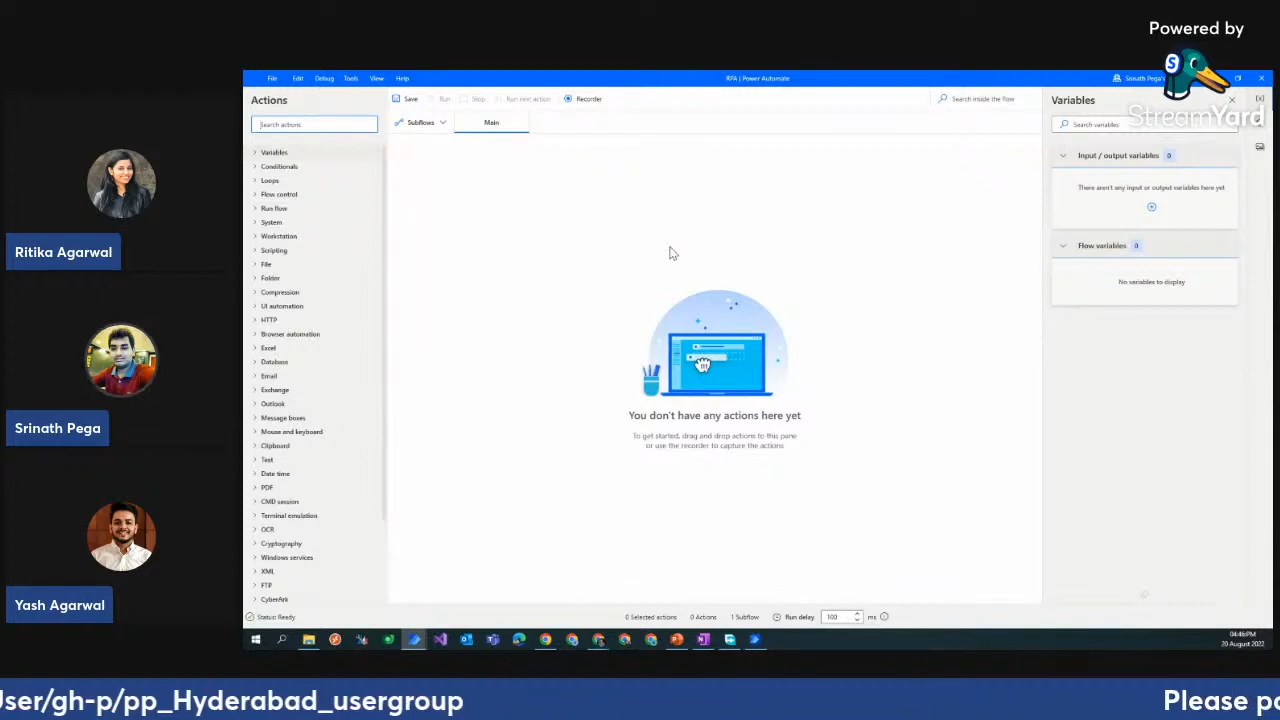 Powered by
StreamYard
File Edit Debug Tools View Help
RPA | Power Automate
Srinath Pega's
Actions
Save Run Stop Run next action Recorder
Search inside the flow
Variables
Search actions
Subflows
Main
Search variables
Variables
Conditionals
Loops
Flow control
Run flow
System
Workstation
Scripting
File
Folder
Compression
UI automation
HTTP
Browser automation
Excel
Database
Email
Exchange
Outlook
Message boxes
Mouse and keyboard
Clipboard
Text
Date time
PDF
CMD session
Terminal emulation
OCR
Cryptography
Windows services
XML
FTP
CyberArk
You don't have any actions here yet
To get started, drag and drop actions to this pane
or use the recorder to capture the actions
Input / output variables 0
There aren't any input or output variables here yet
Flow variables 0
No variables to display
Status: Ready
0 Selected actions 0 Actions 1 Subflow Run delay 100 ms
04:46PM
20 August 2022
Ritika Agarwal
Srinath Pega
Yash Agarwal
User/gh-p/pp_Hyderabad_usergroup
Please